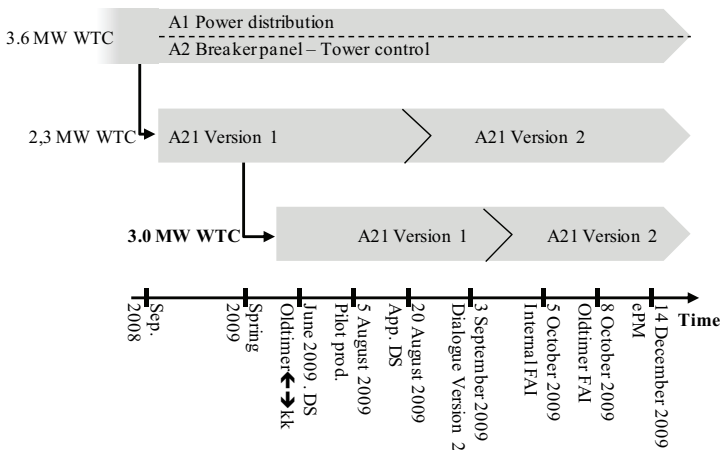 A1 Power distribution
3.6 MW WTC
A2 Breaker panel – Tower control
2,3 MW WTC
A21 Version 1
A21 Version 2
3.0 MW WTC
A21 Version 1
A21 Version 2
Time
Sep.
2008
Spring
2009
June 2009 . DS
Oldtimer←→kk
5 August 2009
Pilot prod.
20 August 2009
App. DS
3 September 2009
Dialogue Version 2
5 October 2009
Internal FAI
8 October 2009
Oldtimer FAI
14 December 2009
ePM